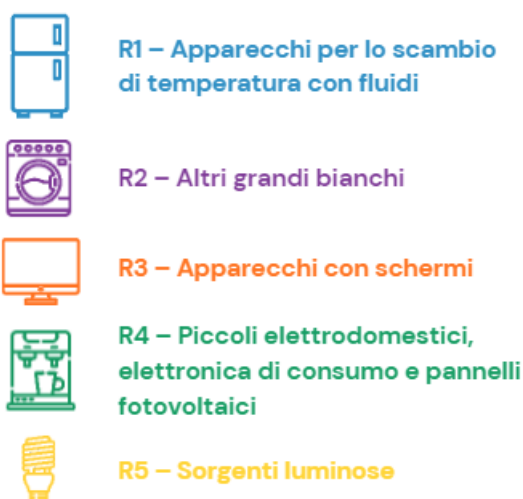 R1 – Apparecchi per lo scambio
di temperatura con fluidi
R2 – Altri grandi bianchi
R3 – Apparecchi con schermi
R4 – Piccoli elettrodomestici,
elettronica di consumo e pannelli
fotovoltaici
R5 – Sorgenti luminose